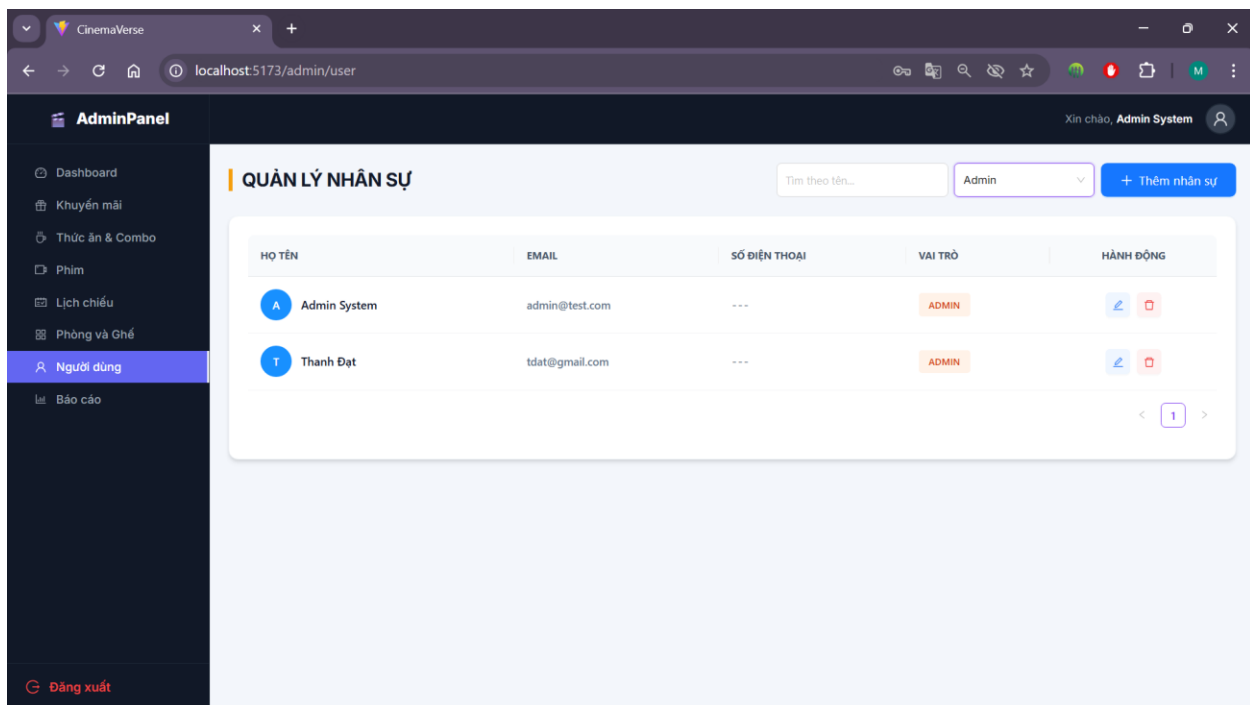 CinemaVerse
localhost:5173/admin/user
M
AdminPanel
Xin chào, Admin System
Dashboard
Khuyến mãi
Thức ăn & Combo
Phim
Lịch chiếu
Phòng và Ghế
Người dùng
Báo cáo
Đăng xuất
QUẢN LÝ NHÂN SỰ
Tìm theo tên...
Admin
+ Thêm nhân sự
HỌ TÊN EMAIL SỐ ĐIỆN THOẠI VAI TRÒ HÀNH ĐỘNG
A Admin System admin@test.com --- ADMIN
T Thanh Đạt tdat@gmail.com --- ADMIN
< 1 >